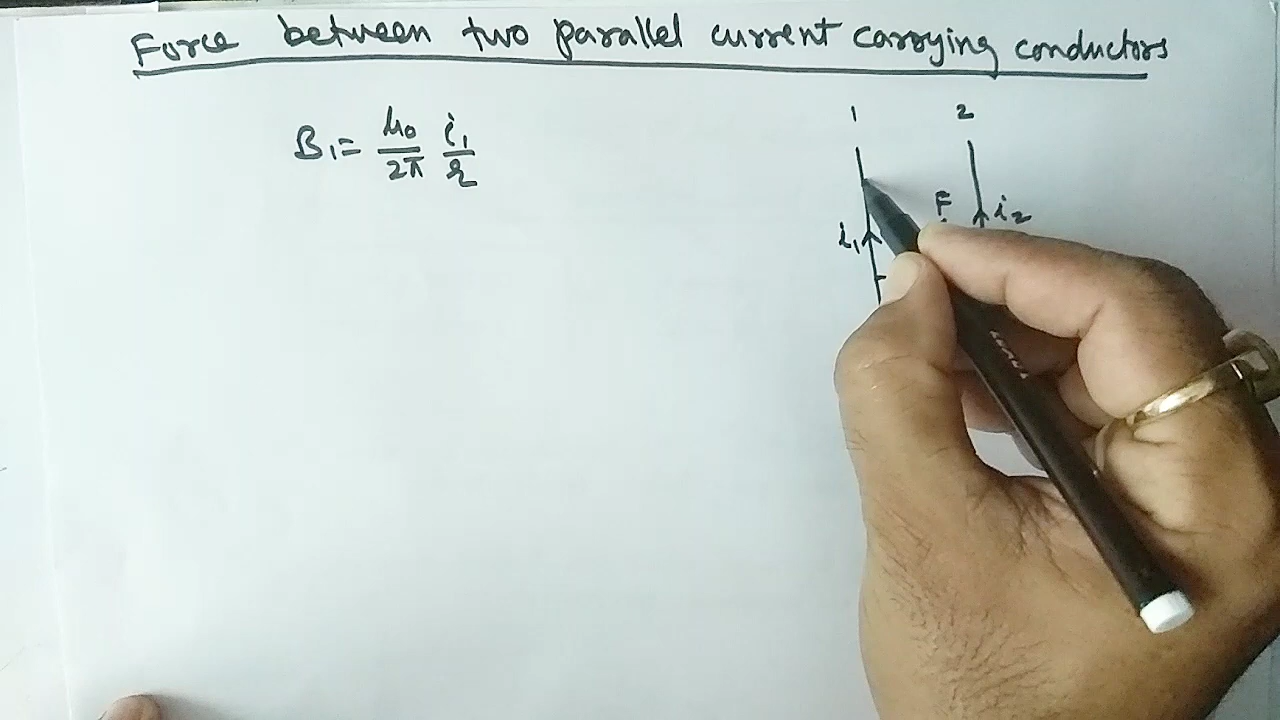 Force between two parallel current carrying conductors
B₁ = μ₀/2π i₁/r
1 2
F i₂
i₁